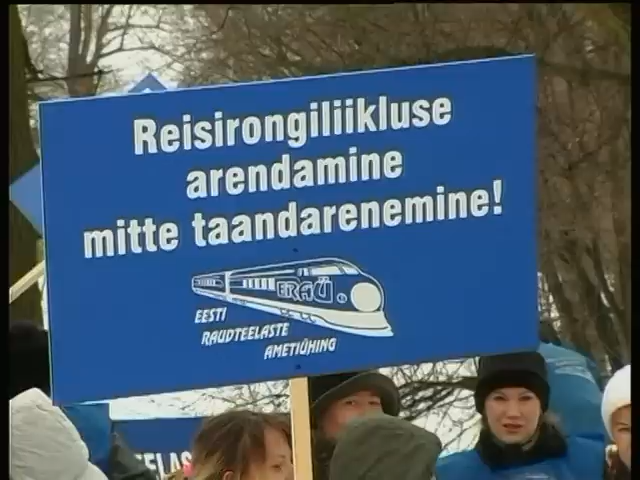 Reisirongiliikluse
arendamine
mitte taandarenemine!
ERAÜ
EESTI
RAUDTEELASTE
AMETIÜHING